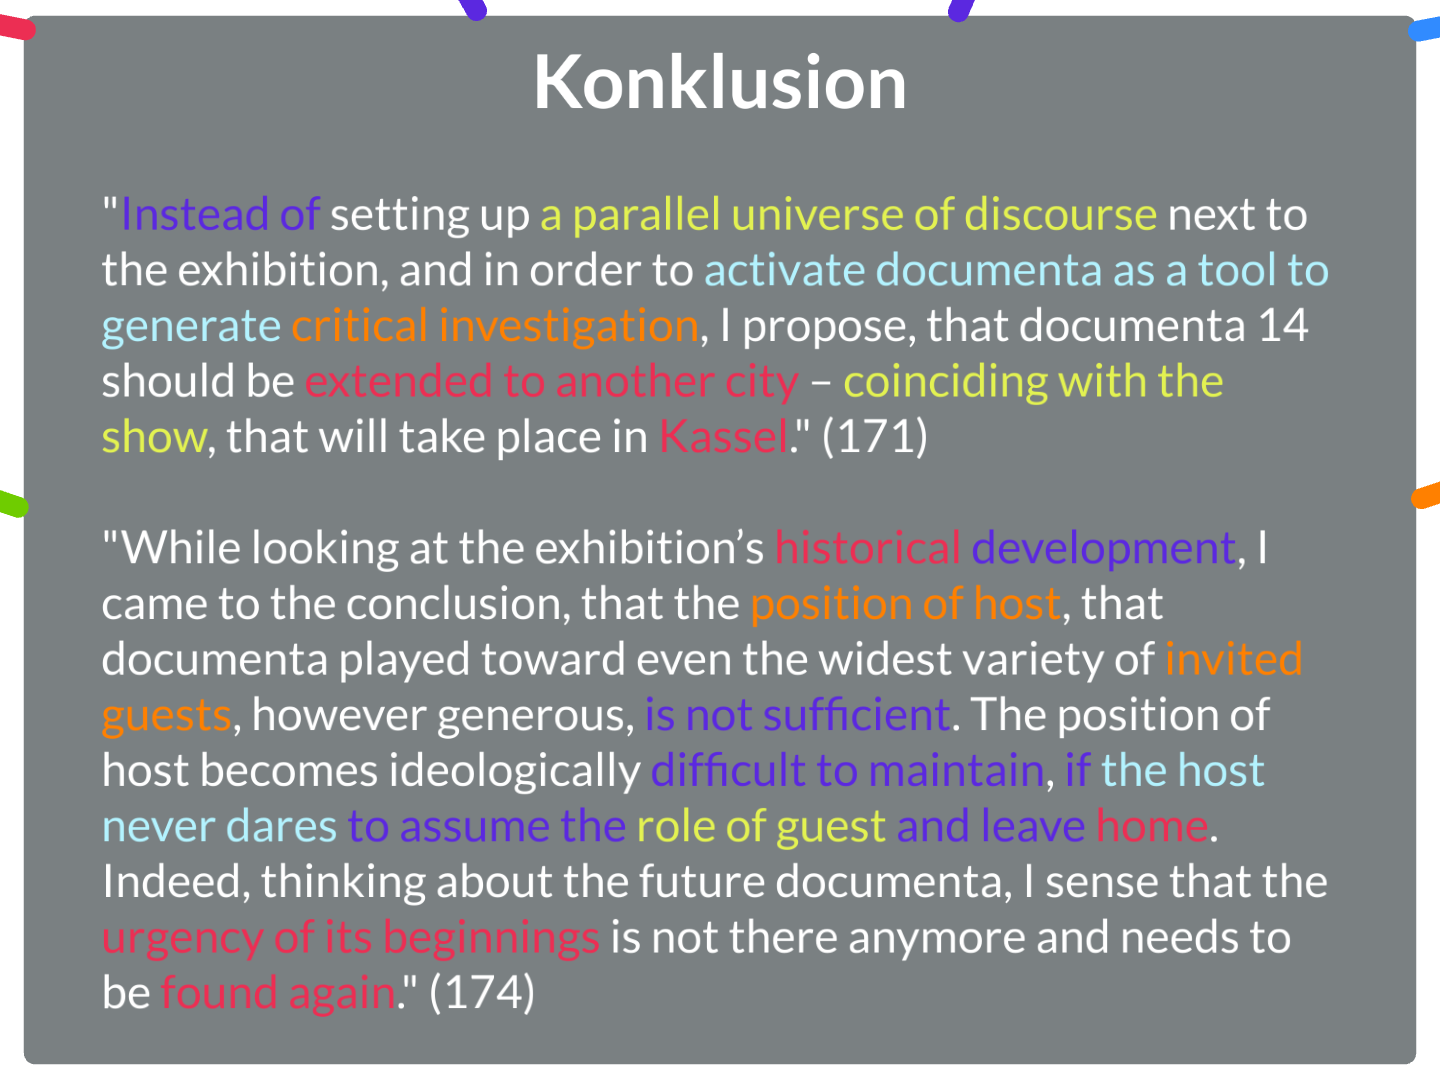 Konklusion
"Instead of setting up a parallel universe of discourse next to
the exhibition, and in order to activate documenta as a tool to
generate critical investigation, I propose, that documenta 14
should be extended to another city – coinciding with the
show, that will take place in Kassel." (171)
"While looking at the exhibition’s historical development, I
came to the conclusion, that the position of host, that
documenta played toward even the widest variety of invited
guests, however generous, is not sufficient. The position of
host becomes ideologically difficult to maintain, if the host
never dares to assume the role of guest and leave home.
Indeed, thinking about the future documenta, I sense that the
urgency of its beginnings is not there anymore and needs to
be found again." (174)